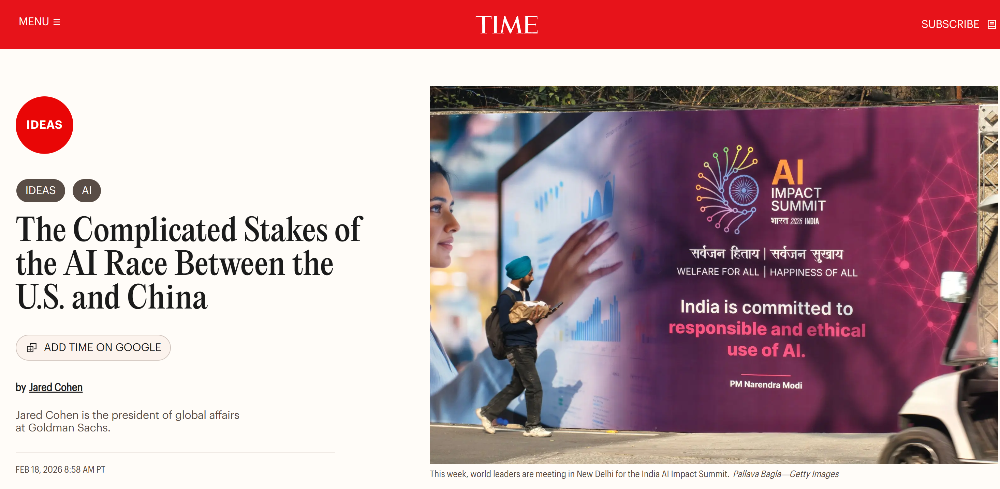 MENU
TIME
SUBSCRIBE
IDEAS
IDEAS
AI
The Complicated Stakes of
the AI Race Between the
U.S. and China
ADD TIME ON GOOGLE
by Jared Cohen
Jared Cohen is the president of global affairs
at Goldman Sachs.
FEB 18, 2026 8:58 AM PT
AI
IMPACT
SUMMIT
भारत 2026 INDIA
सर्वजन हिताय | सर्वजन सुखाय
WELFARE FOR ALL | HAPPINESS OF ALL
India is committed to
responsible and ethical
use of AI.
PM Narendra Modi
This week, world leaders are meeting in New Delhi for the India AI Impact Summit. Pallava Bagla—Getty Images